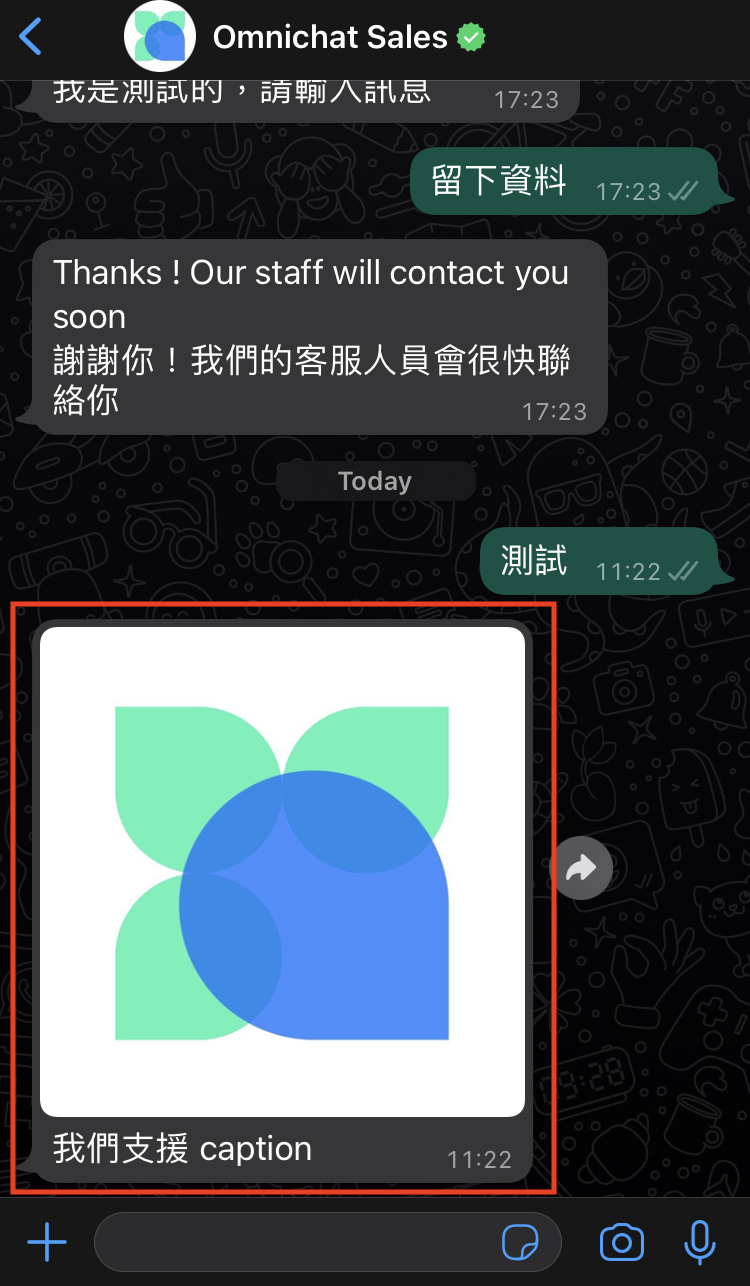 Omnichat Sales
我是測試的，請輸入訊息 17:23
留下資料 17:23
Thanks ! Our staff will contact you
soon
謝謝你！我們的客服人員會很快聯
絡你 17:23
Today
測試 11:22
我們支援 caption 11:22
09:28